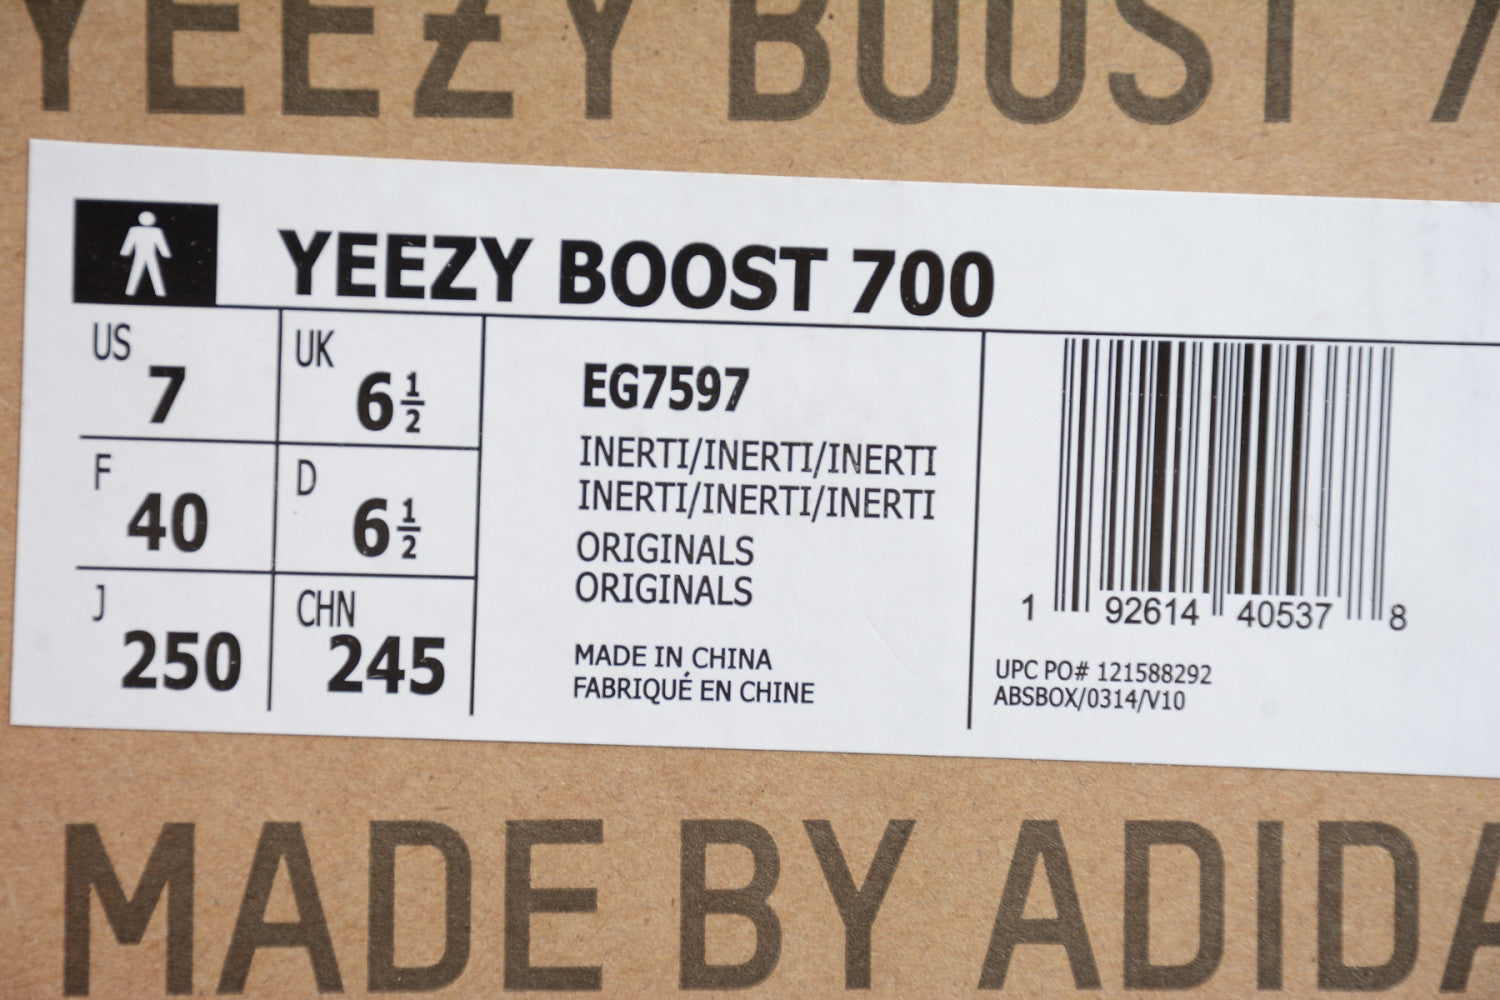 YEEZY BOOST 7
YEEZY BOOST 700
US 7
UK 6 1/2
F 40
D 6 1/2
J 250
CHN 245
EG7597
INERTI/INERTI/INERTI
INERTI/INERTI/INERTI
ORIGINALS
ORIGINALS
MADE IN CHINA
FABRIQUÉ EN CHINE
1 92614 40537 8
UPC PO# 121588292
ABSBOX/0314/V10
MADE BY ADIDA